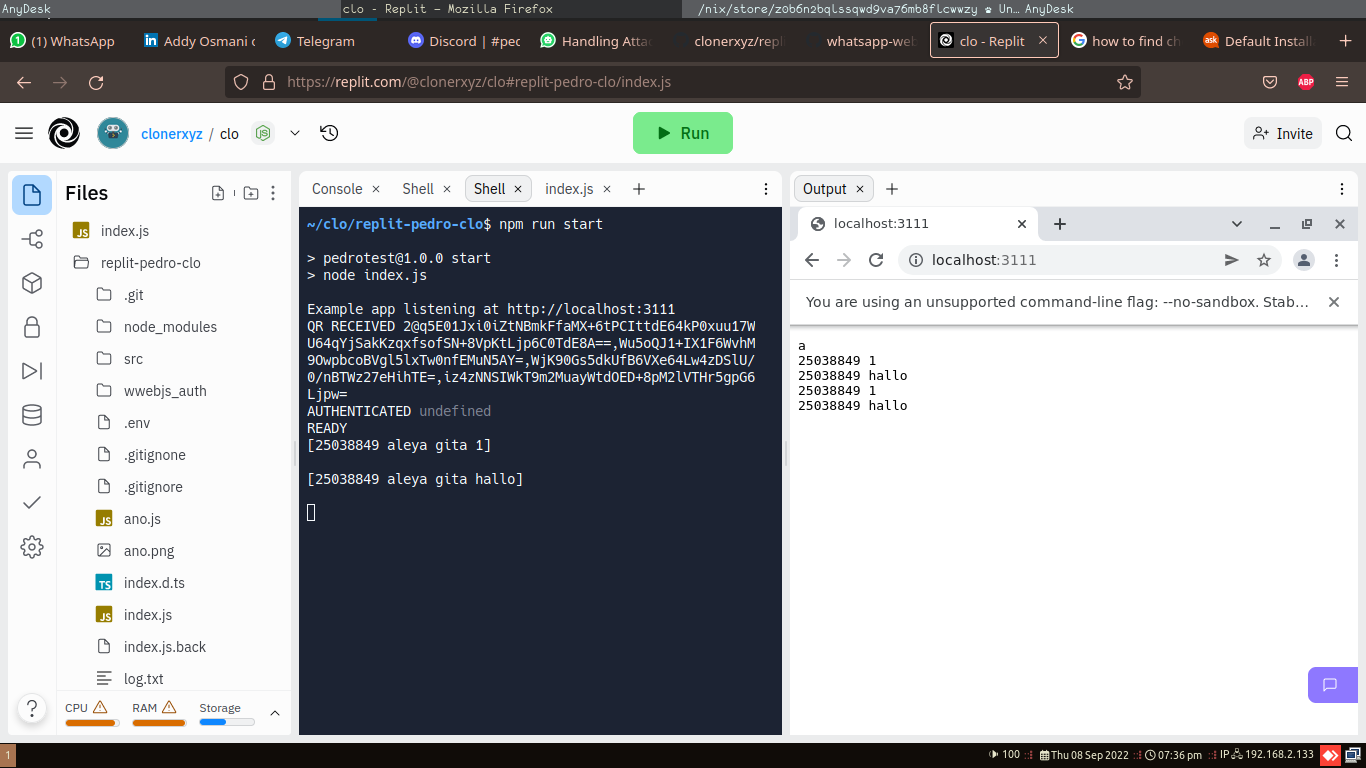 AnyDesk clo - Replit — Mozilla Firefox /nix/store/zob6n2bqlssqwd9va76mb8flcwwzy Un… AnyDesk
(1) WhatsApp Addy Osmani Telegram Discord | #pec Handling Attac clonerxyz/repl whatsapp-web clo - Replit how to find ch Default Install
https://replit.com/@clonerxyz/clo#replit-pedro-clo/index.js ABP
clonerxyz / clo Run Invite
Files Console Shell Shell index.js Output
index.js
replit-pedro-clo
.git
node_modules
src
wwebjs_auth
.env
.gitignone
.gitignore
ano.js
ano.png
index.d.ts
index.js
index.js.back
log.txt
CPU RAM Storage
~/clo/replit-pedro-clo$ npm run start
> pedrotest@1.0.0 start
> node index.js
Example app listening at http://localhost:3111
QR RECEIVED 2@q5E01Jxi0iZtNBmkFfaMX+6tPCIttdE64kP0xuu17W
U64qYjSakKzqxfsofSN+8VpKtLjp6C0TdE8A==,Wu5oQJ1+IX1F6WvhM
9OwpbcoBVgl5lxTw0nfEMuN5AY=,WjK90Gs5dkUfB6VXe64Lw4zDSlU/
0/nBTWz27eHihTE=,iz4zNNSIWkT9m2MuayWtdOED+8pM2lVTHr5gpG6
Ljpw=
AUTHENTICATED undefined
READY
[25038849 aleya gita 1]
[25038849 aleya gita hallo]
localhost:3111
localhost:3111
You are using an unsupported command-line flag: --no-sandbox. Stab…
a
25038849 1
25038849 hallo
25038849 1
25038849 hallo
1 100 Thu 08 Sep 2022 07:36 pm IP 192.168.2.133